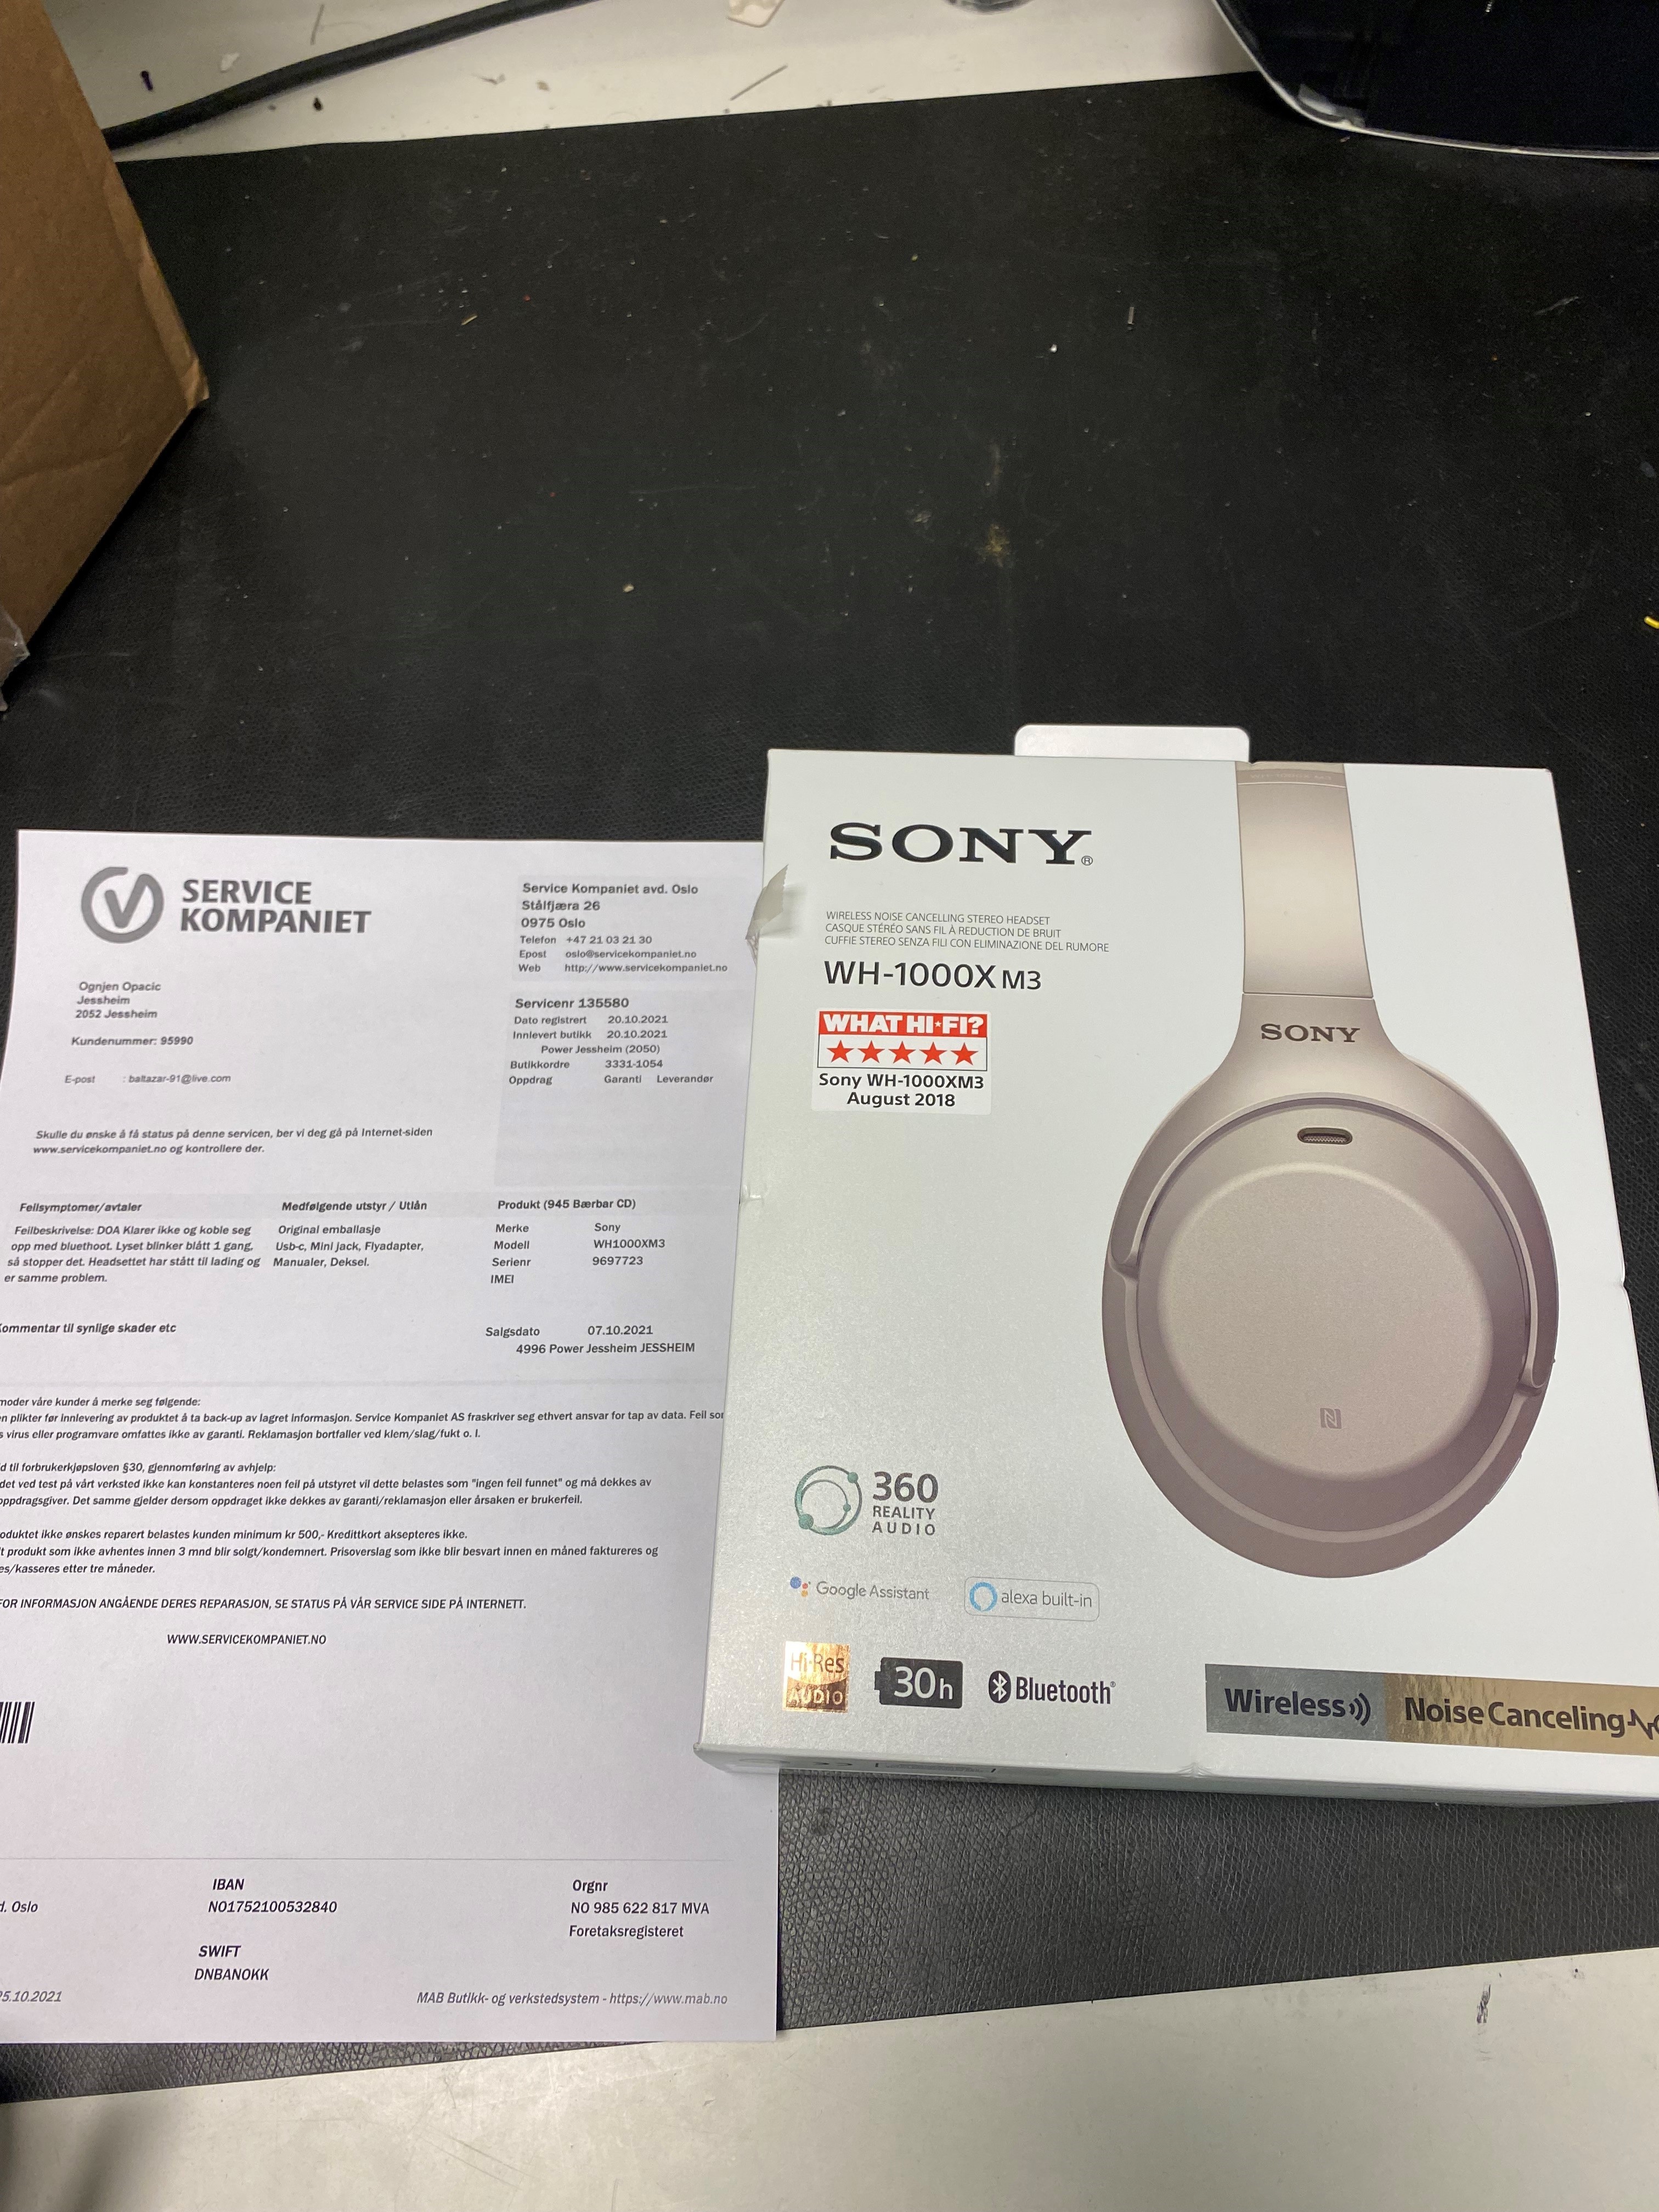 SERVICE
KOMPANIET
Service Kompaniet avd. Oslo
Stålfjæra 26
0975 Oslo
Telefon +47 21 03 21 30
Epost oslo@servicekompaniet.no
Web http://www.servicekompaniet.no
Ognjen Opacic
Jessheim
2052 Jessheim
Kundenummer: 95990
E-post : baltazar-91@live.com
Servicenr 135580
Dato registrert 20.10.2021
Innlevert butikk 20.10.2021
Power Jessheim (2050)
Butikkordre 3331-1054
Oppdrag Garanti Leverandør
Skulle du ønske å få status på denne servicen, ber vi deg gå på Internet-siden
www.servicekompaniet.no og kontrollere der.
Feilsymptomer/avtaler
Feilbeskrivelse: DOA Klarer ikke og koble seg
opp med bluethoot. Lyset blinker blått 1 gang,
så stopper det. Headsettet har stått til lading og
er samme problem.
Medfølgende utstyr / Utlån
Original emballasje
Usb-c, Mini jack, Flyadapter,
Manualer, Deksel.
Produkt (945 Bærbar CD)
Merke Sony
Modell WH1000XM3
Serienr 9697723
IMEI
Kommentar til synlige skader etc
Salgsdato 07.10.2021
4996 Power Jessheim JESSHEIM
moder våre kunder å merke seg følgende:
n plikter før innlevering av produktet å ta back-up av lagret informasjon. Service Kompaniet AS fraskriver seg ethvert ansvar for tap av data. Feil sor
s virus eller programvare omfattes ikke av garanti. Reklamasjon bortfaller ved klem/slag/fukt o. l.
d til forbrukerkjøpsloven §30, gjennomføring av avhjelp:
det ved test på vårt verksted ikke kan konstanteres noen feil på utstyret vil dette belastes som "ingen feil funnet" og må dekkes av
oppdragsgiver. Det samme gjelder dersom oppdraget ikke dekkes av garanti/reklamasjon eller årsaken er brukerfeil.
oduktet ikke ønskes reparert belastes kunden minimum kr 500,- Kredittkort aksepteres ikke.
t produkt som ikke avhentes innen 3 mnd blir solgt/kondemnert. Prisoverslag som ikke blir besvart innen en måned faktureres og
es/kasseres etter tre måneder.
FOR INFORMASJON ANGÅENDE DERES REPARASJON, SE STATUS PÅ VÅR SERVICE SIDE PÅ INTERNETT.
WWW.SERVICEKOMPANIET.NO
d. Oslo
IBAN
NO1752100532840
SWIFT
DNBANOKK
Orgnr
NO 985 622 817 MVA
Foretaksregisteret
25.10.2021
MAB Butikk- og verkstedsystem - https://www.mab.no
SONY®
WIRELESS NOISE CANCELLING STEREO HEADSET
CASQUE STÉRÉO SANS FIL À RÉDUCTION DE BRUIT
CUFFIE STEREO SENZA FILI CON ELIMINAZIONE DEL RUMORE
WH-1000XM3
WHAT HI-FI?
Sony WH-1000XM3
August 2018
SONY
360
REALITY
AUDIO
Google Assistant
alexa built-in
Hi-Res
AUDIO
30h
Bluetooth®
Wireless
Noise Canceling